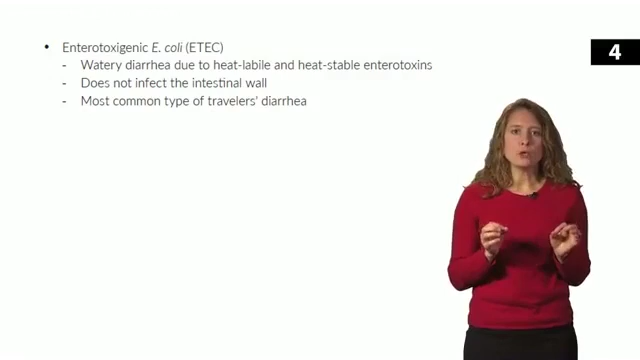 • Enterotoxigenic E. coli (ETEC)
- Watery diarrhea due to heat-labile and heat-stable enterotoxins
- Does not infect the intestinal wall
- Most common type of travelers' diarrhea
4